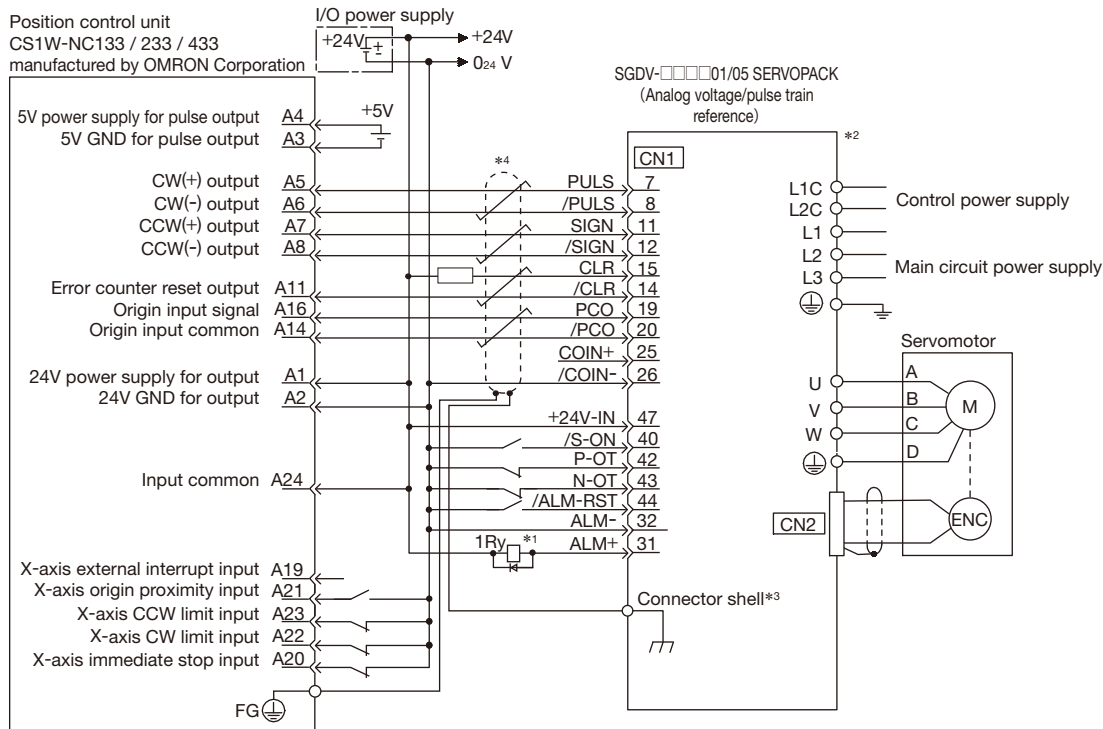 Position control unit
CS1W-NC133 / 233 / 433
manufactured by OMRON Corporation
I/O power supply
+24V
±
+24V
024 V
SGDV-□□□□01/05 SERVOPACK
(Analog voltage/pulse train
reference)
*2
5V power supply for pulse output A4
+5V
5V GND for pulse output A3
*4
CN1
CW(+) output A5
PULS 7
CW(-) output A6
/PULS 8
CCW(+) output A7
SIGN 11
CCW(-) output A8
/SIGN 12
CLR 15
Error counter reset output A11
/CLR 14
Origin input signal A16
PCO 19
Origin input common A14
/PCO 20
COIN+ 25
24V power supply for output A1
/COIN- 26
24V GND for output A2
+24V-IN 47
/S-ON 40
P-OT 42
Input common A24
N-OT 43
/ALM-RST 44
ALM- 32
1Ry *1
ALM+ 31
X-axis external interrupt input A19
X-axis origin proximity input A21
X-axis CCW limit input A23
X-axis CW limit input A22
X-axis immediate stop input A20
FG
Connector shell*3
L1C
L2C
Control power supply
L1
L2
L3
Main circuit power supply
Servomotor
U A
V B
W C
D
M
CN2
ENC